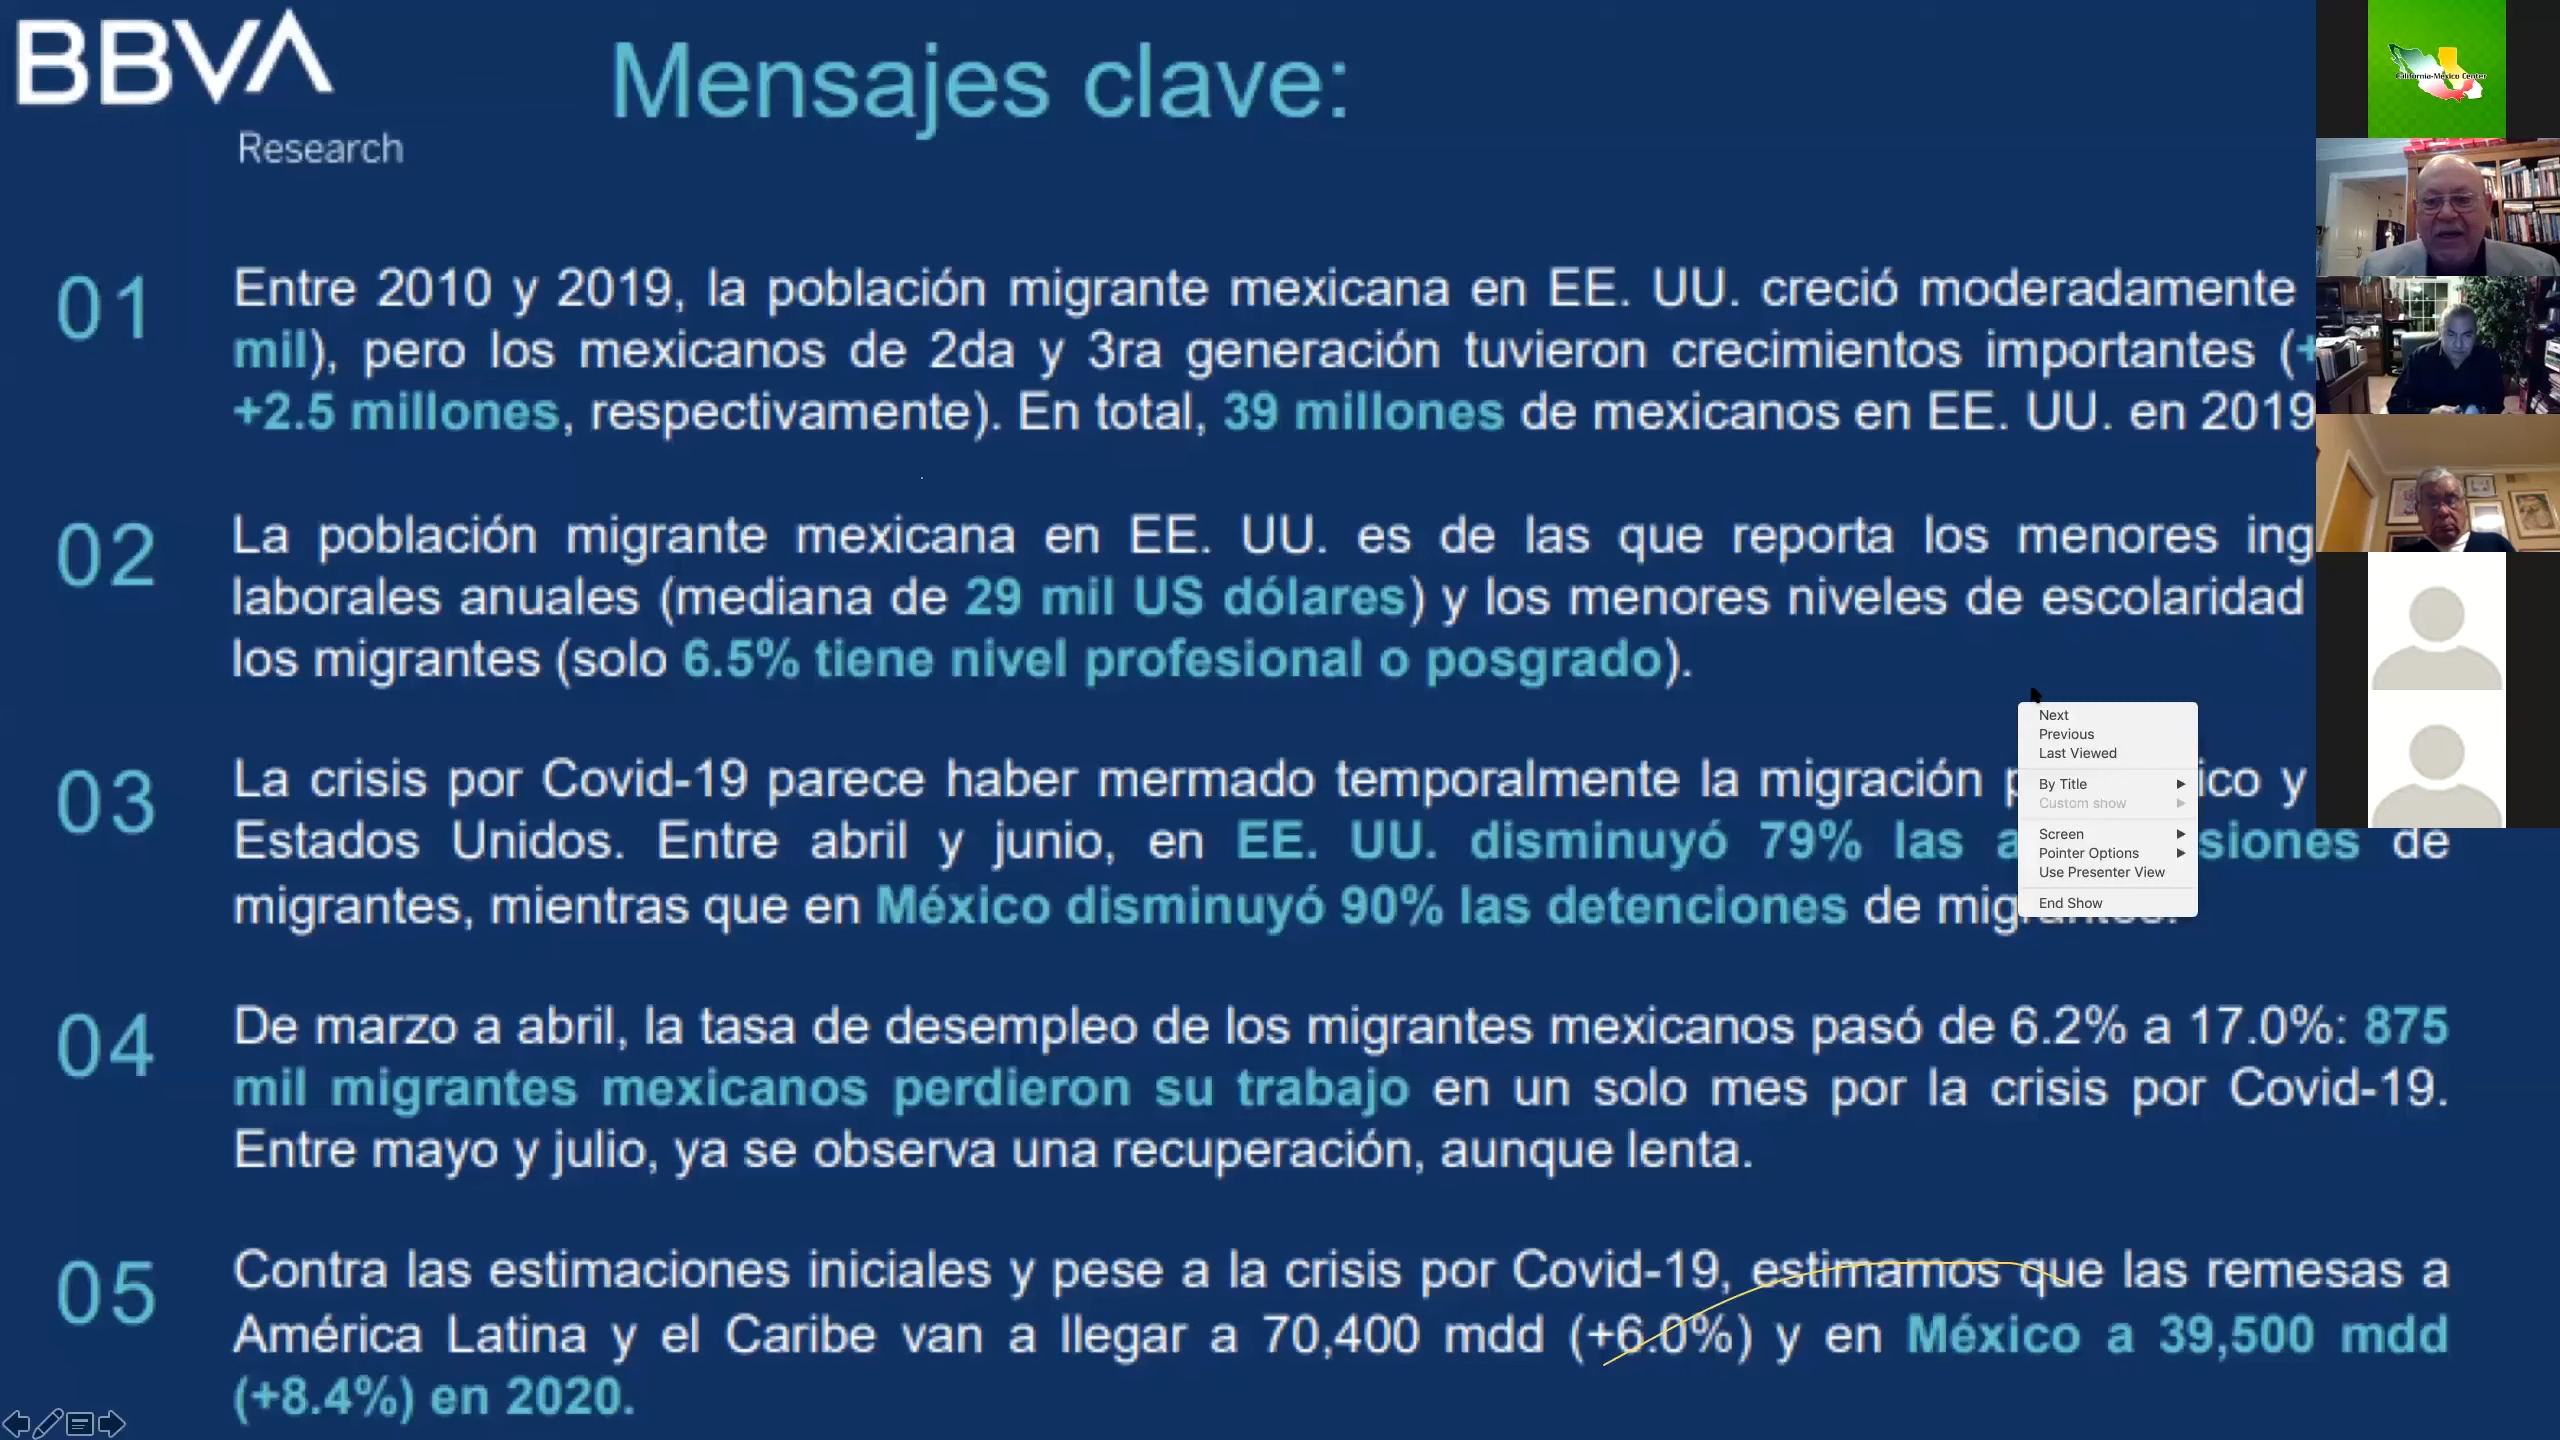 BBVA
Research
Mensajes clave:
01
Entre 2010 y 2019, la población migrante mexicana en EE. UU. creció moderadamente
mil), pero los mexicanos de 2da y 3ra generación tuvieron crecimientos importantes (+
+2.5 millones, respectivamente). En total, 39 millones de mexicanos en EE. UU. en 2019
02
La población migrante mexicana en EE. UU. es de las que reporta los menores ing
laborales anuales (mediana de 29 mil US dólares) y los menores niveles de escolaridad
los migrantes (solo 6.5% tiene nivel profesional o posgrado).
03
La crisis por Covid-19 parece haber mermado temporalmente la migración p ico y
Estados Unidos. Entre abril y junio, en EE. UU. disminuyó 79% las a siones de
migrantes, mientras que en México disminuyó 90% las detenciones de
04
De marzo a abril, la tasa de desempleo de los migrantes mexicanos pasó de 6.2% a 17.0%: 875
mil migrantes mexicanos perdieron su trabajo en un solo mes por la crisis por Covid-19.
Entre mayo y julio, ya se observa una recuperación, aunque lenta.
05
Contra las estimaciones iniciales y pese a la crisis por Covid-19, estimamos que las remesas a
América Latina y el Caribe van a llegar a 70,400 mdd (+6.0%) y en México a 39,500 mdd
(+8.4%) en 2020.
Next
Previous
Last Viewed
By Title
Custom show
Screen
Pointer Options
Use Presenter View
End Show
California-México Center